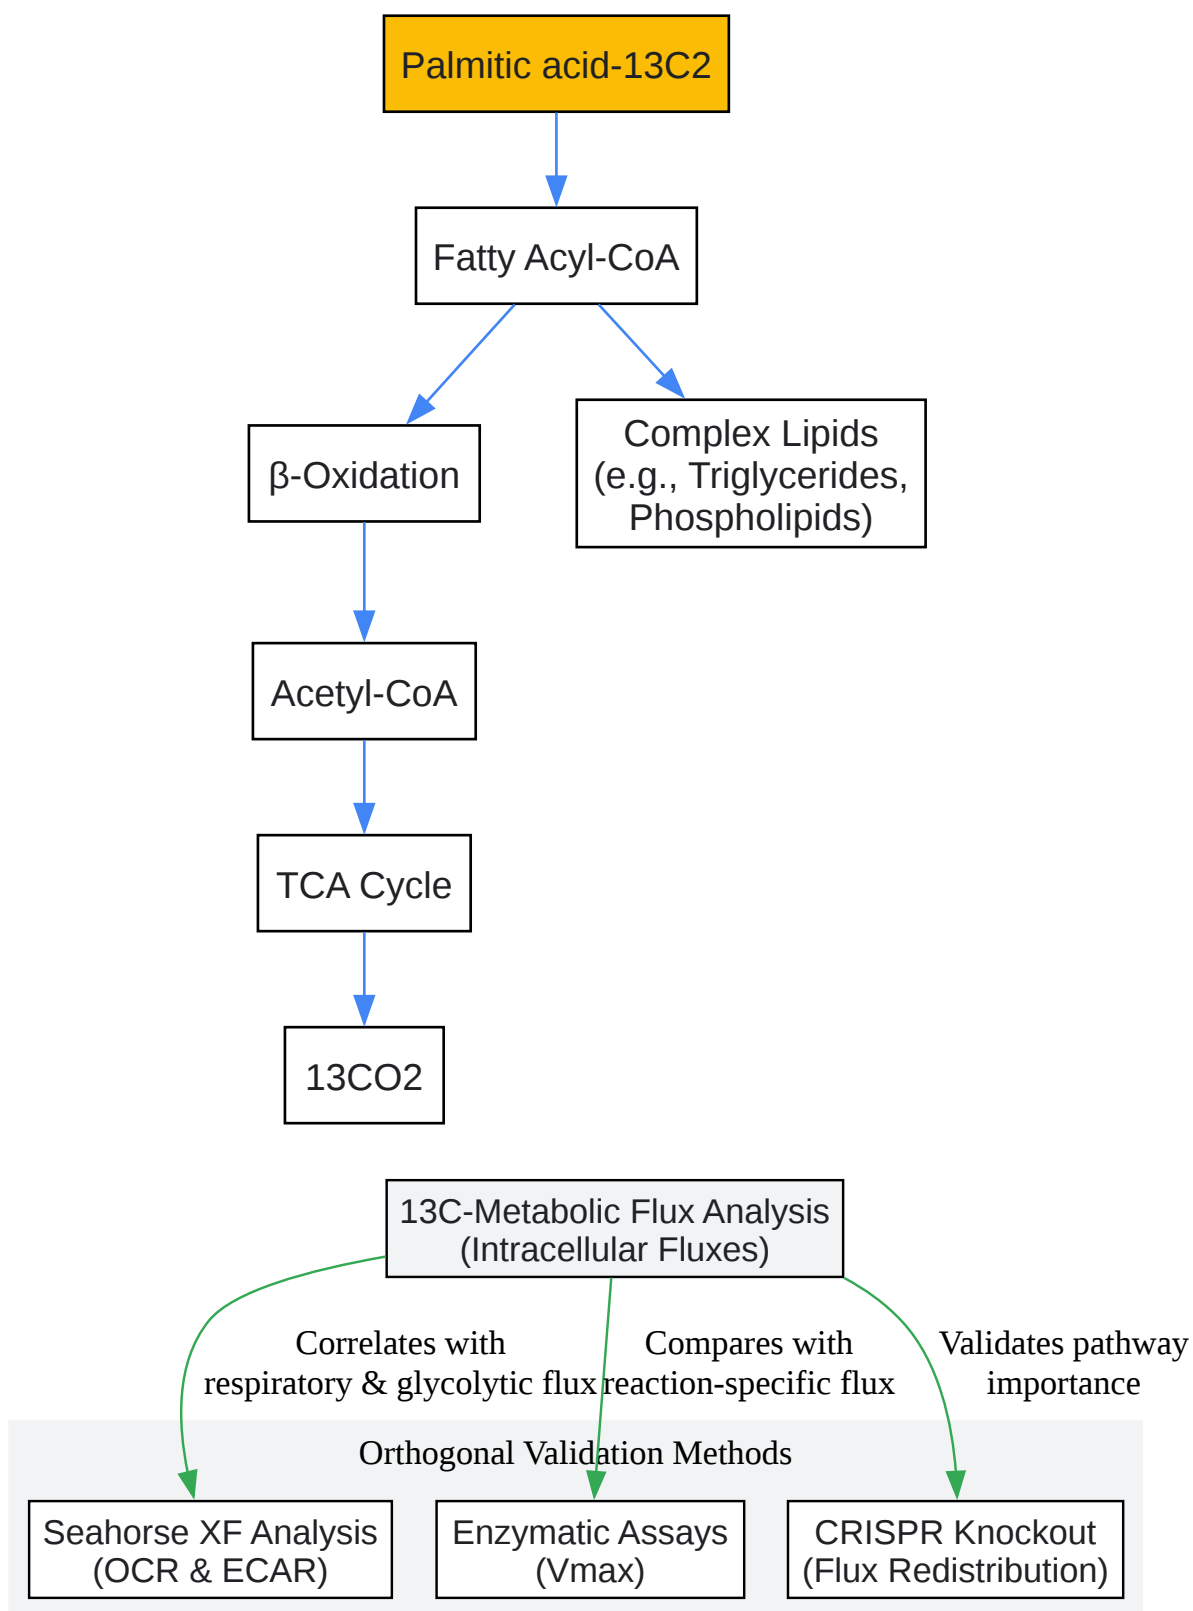 Palmitic acid-13C2
Fatty Acyl-CoA
β-Oxidation
Complex Lipids
(e.g., Triglycerides,
Phospholipids)
Acetyl-CoA
TCA Cycle
13CO2
13C-Metabolic Flux Analysis
(Intracellular Fluxes)
Correlates with
respiratory & glycolytic flux
Compares with
reaction-specific flux
Validates pathway
importance
Orthogonal Validation Methods
Seahorse XF Analysis
(OCR & ECAR)
Enzymatic Assays
(Vmax)
CRISPR Knockout
(Flux Redistribution)